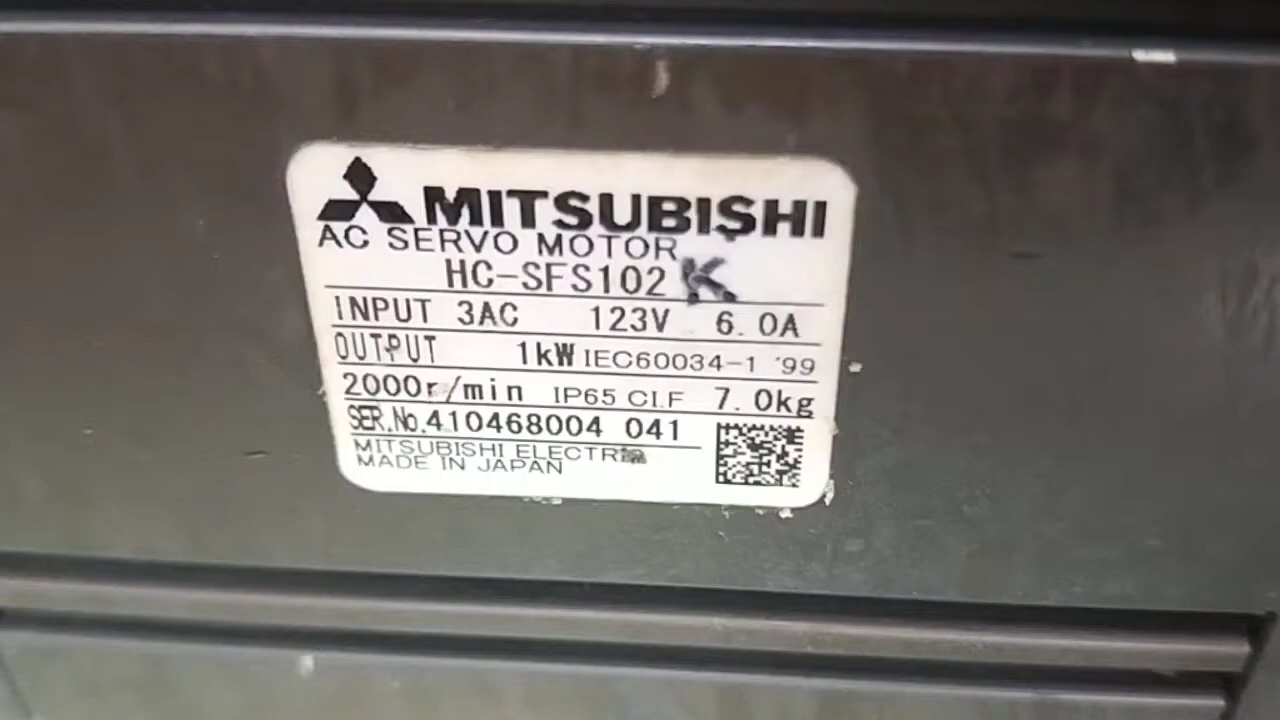 MITSUBISHI
AC SERVO MOTOR
HC-SFS102 K
INPUT 3AC 123V 6.0A
OUTPUT 1kW IEC60034-1 '99
2000r/min IP65 CI.F 7.0kg
SER.No.410468004 041
MITSUBISHI ELECTRIC
MADE IN JAPAN